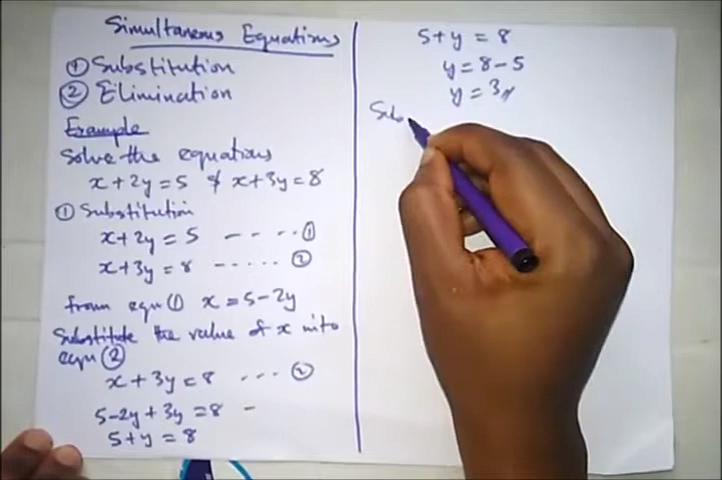 Simultaneous Equations
① Substitution
② Elimination
Example
Solve the equations
x + 2y = 5 & x + 3y = 8
① Substitution
x + 2y = 5 - - - - - ①
x + 3y = 8 - - - - - ②
from eqn ① x = 5 - 2y
Substitute the value of x into
eqn ②
x + 3y = 8 - - - ②
5 - 2y + 3y = 8 -
5 + y = 8
5 + y = 8
y = 8 - 5
y = 3
Sub